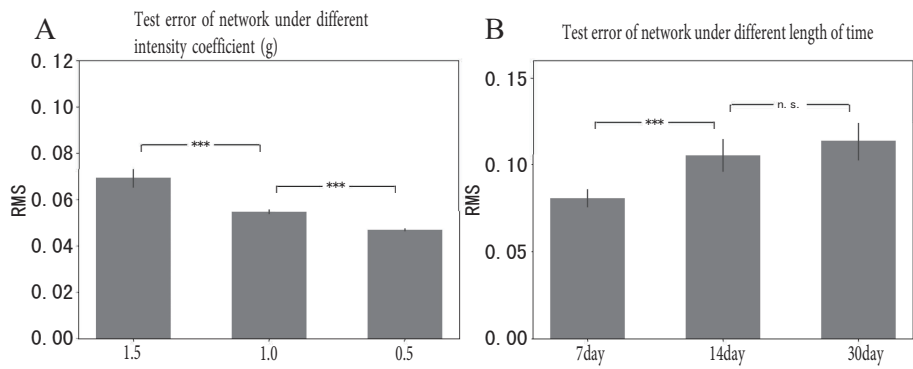 A
Test error of network under different
intensity coefficient (g)
0.12
0.10
0.08
0.06
0.04
0.02
0.00
RMS
***
***
1.5
1.0
0.5
B
Test error of network under different length of time
0.15
0.10
0.05
0.00
RMS
***
n. s.
7day
14day
30day